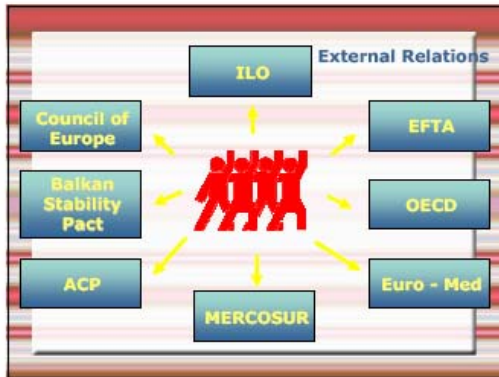 External Relations
ILO
Council of
Europe
EFTA
Balkan
Stability
Pact
OECD
ACP
Euro - Med
MERCOSUR